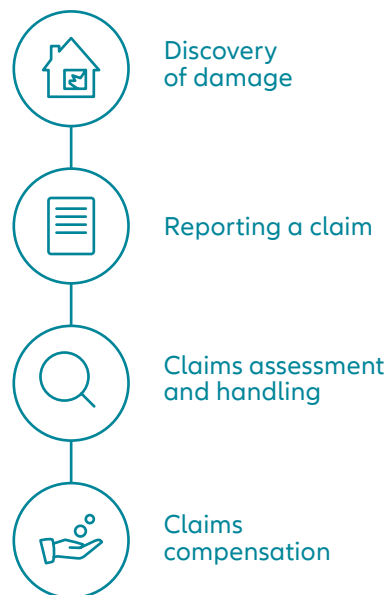 Discovery
of damage
Reporting a claim
Claims assessment
and handling
Claims
compensation